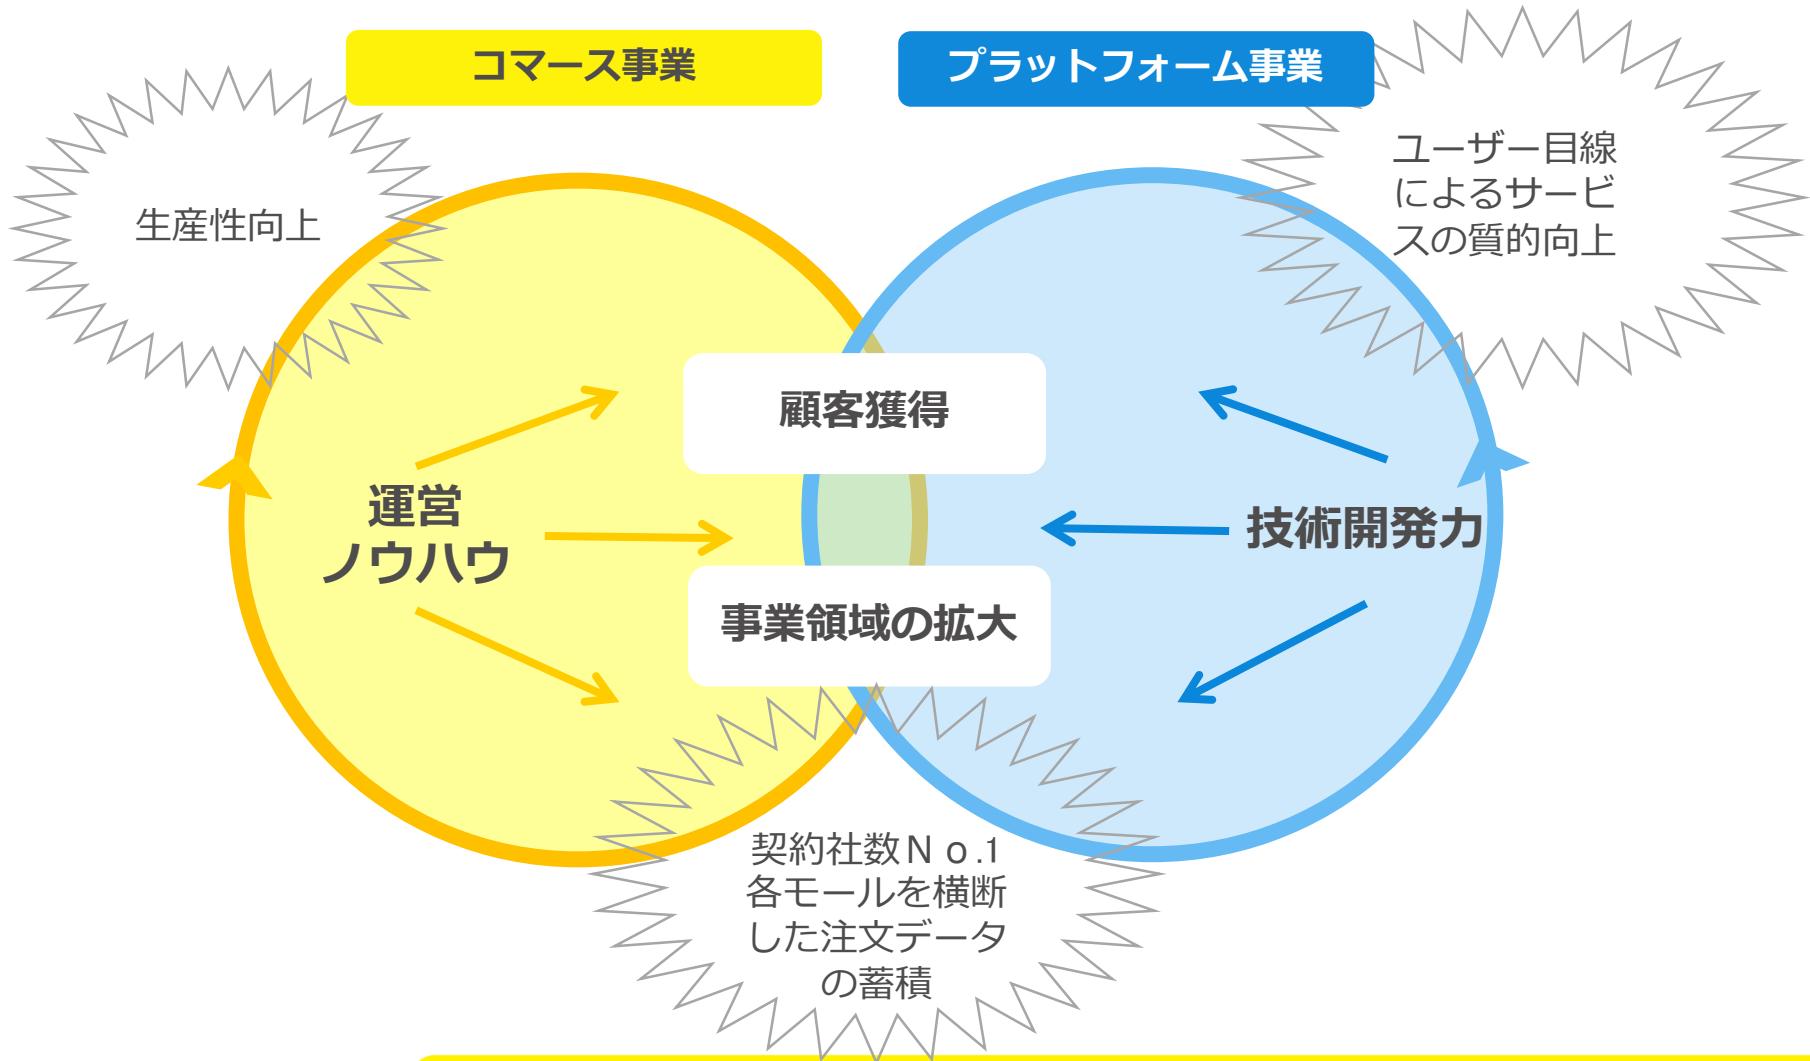 コマース事業
プラットフォーム事業
生産性向上
ユーザー目線
によるサービ
スの質的向上
顧客獲得
運営
ノウハウ
技術開発力
事業領域の拡大
契約社数Ｎｏ.1
各モールを横断
した注文データ
の蓄積